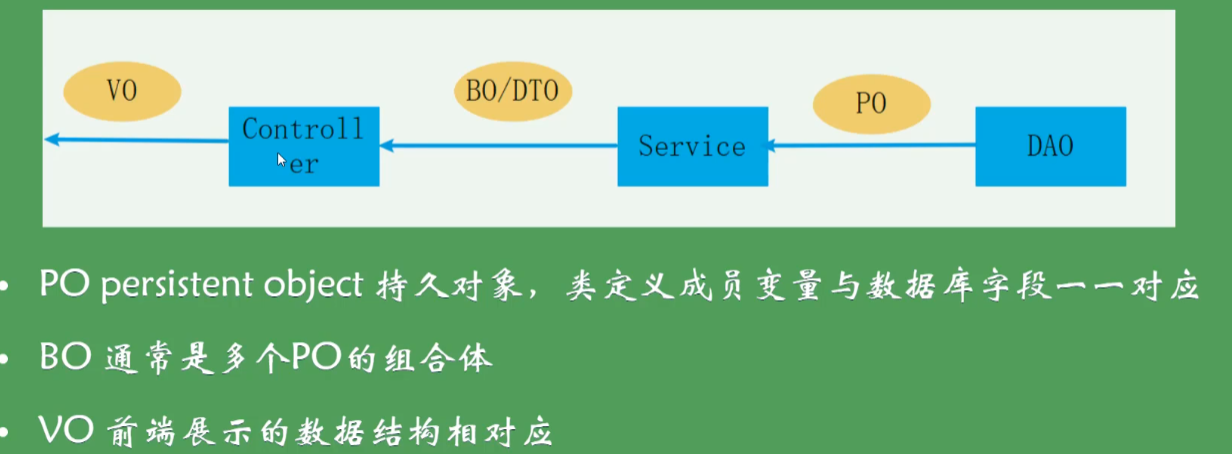 VO
BO/DTO
PO
Controll
er
Service
DAO
• PO persistent object 持久对象，类定义成员变量与数据库字段一一对应
• BO 通常是多个PO的组合体
• VO 前端展示的数据结构相对应